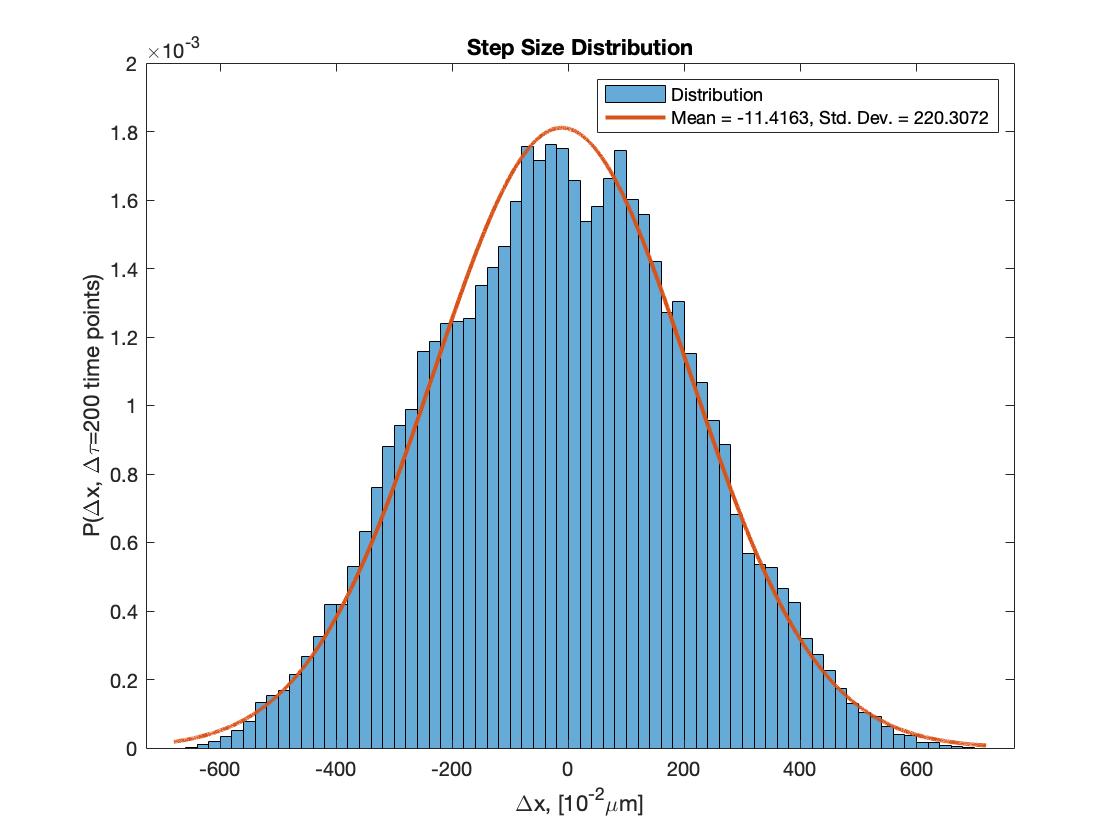 Step Size Distribution
×10⁻³
Distribution
Mean = -11.4163, Std. Dev. = 220.3072
2
1.8
1.6
1.4
1.2
1
0.8
0.6
0.4
0.2
0
P(Δx, Δτ=200 time points)
-600 -400 -200 0 200 400 600
Δx, [10⁻²μm]